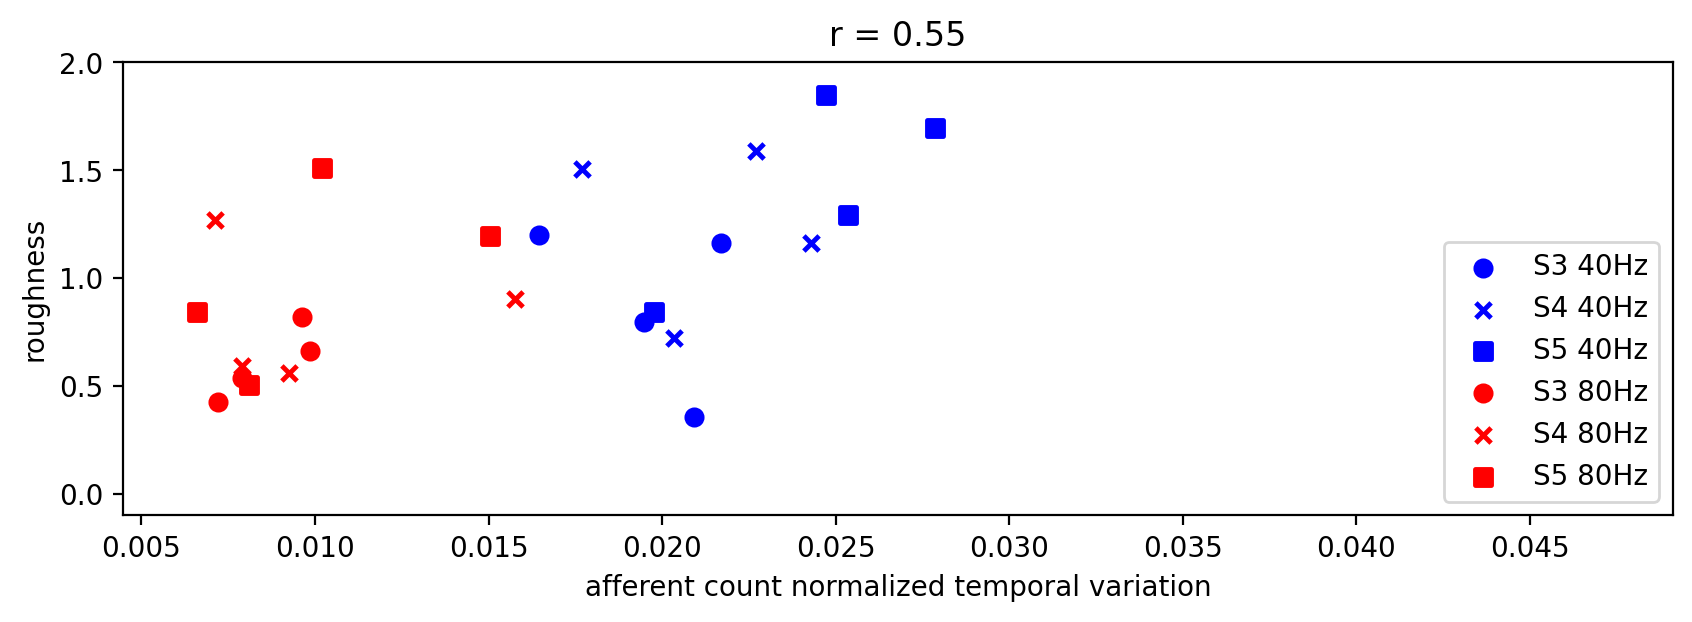 r = 0.55
2.0
1.5
1.0
0.5
0.0
roughness
S3 40Hz
S4 40Hz
S5 40Hz
S3 80Hz
S4 80Hz
S5 80Hz
0.005 0.010 0.015 0.020 0.025 0.030 0.035 0.040 0.045
afferent count normalized temporal variation